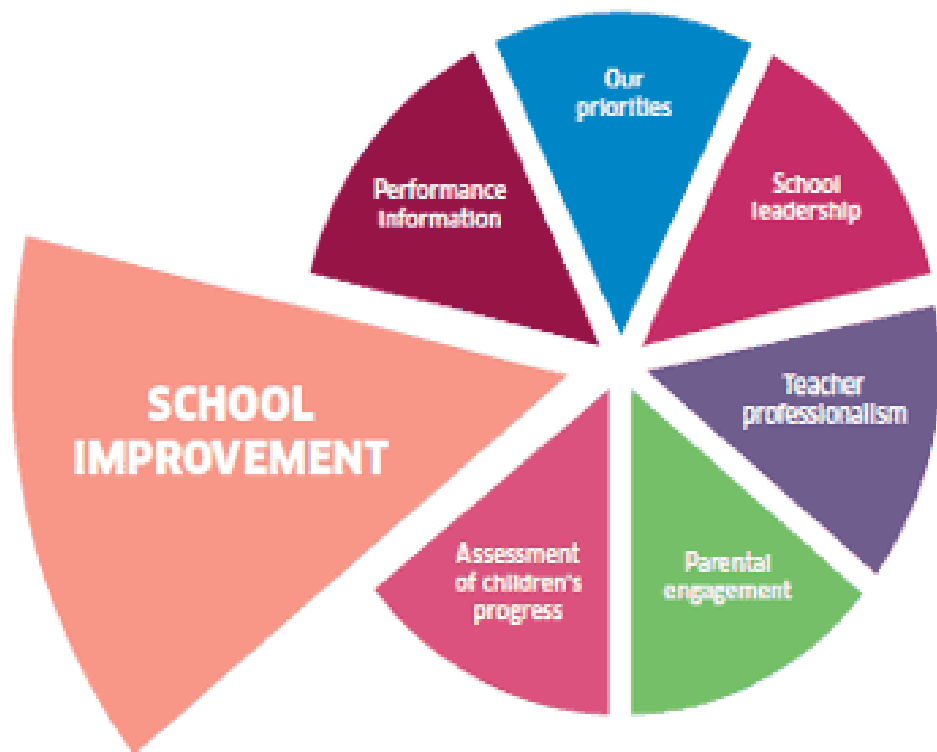 Our
priorities
School
leadership
Teacher
professionalism
Parental
engagement
Assessment
of children's
progress
SCHOOL
IMPROVEMENT
Performance
information